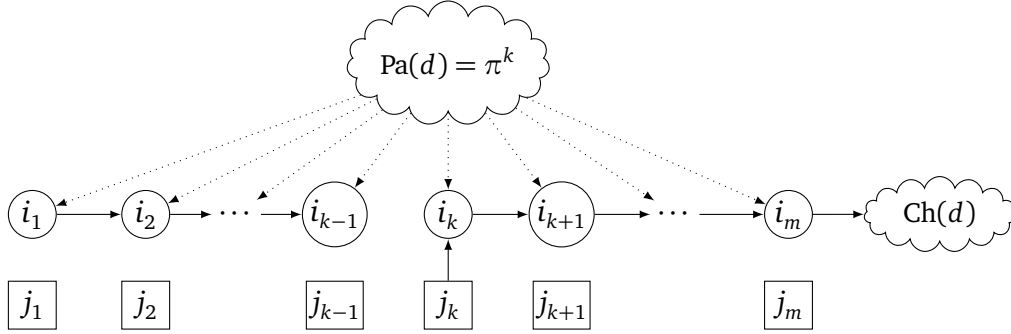 Pa(d) = π^k
i_1 i_2 ⋯ i_{k−1} i_k i_{k+1} ⋯ i_m Ch(d)
j_1 j_2 j_{k−1} j_k j_{k+1} j_m